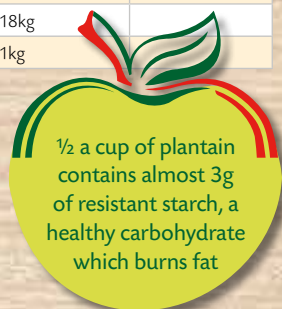 18kg
1kg
½ a cup of plantain
contains almost 3g
of resistant starch, a
healthy carbohydrate
which burns fat